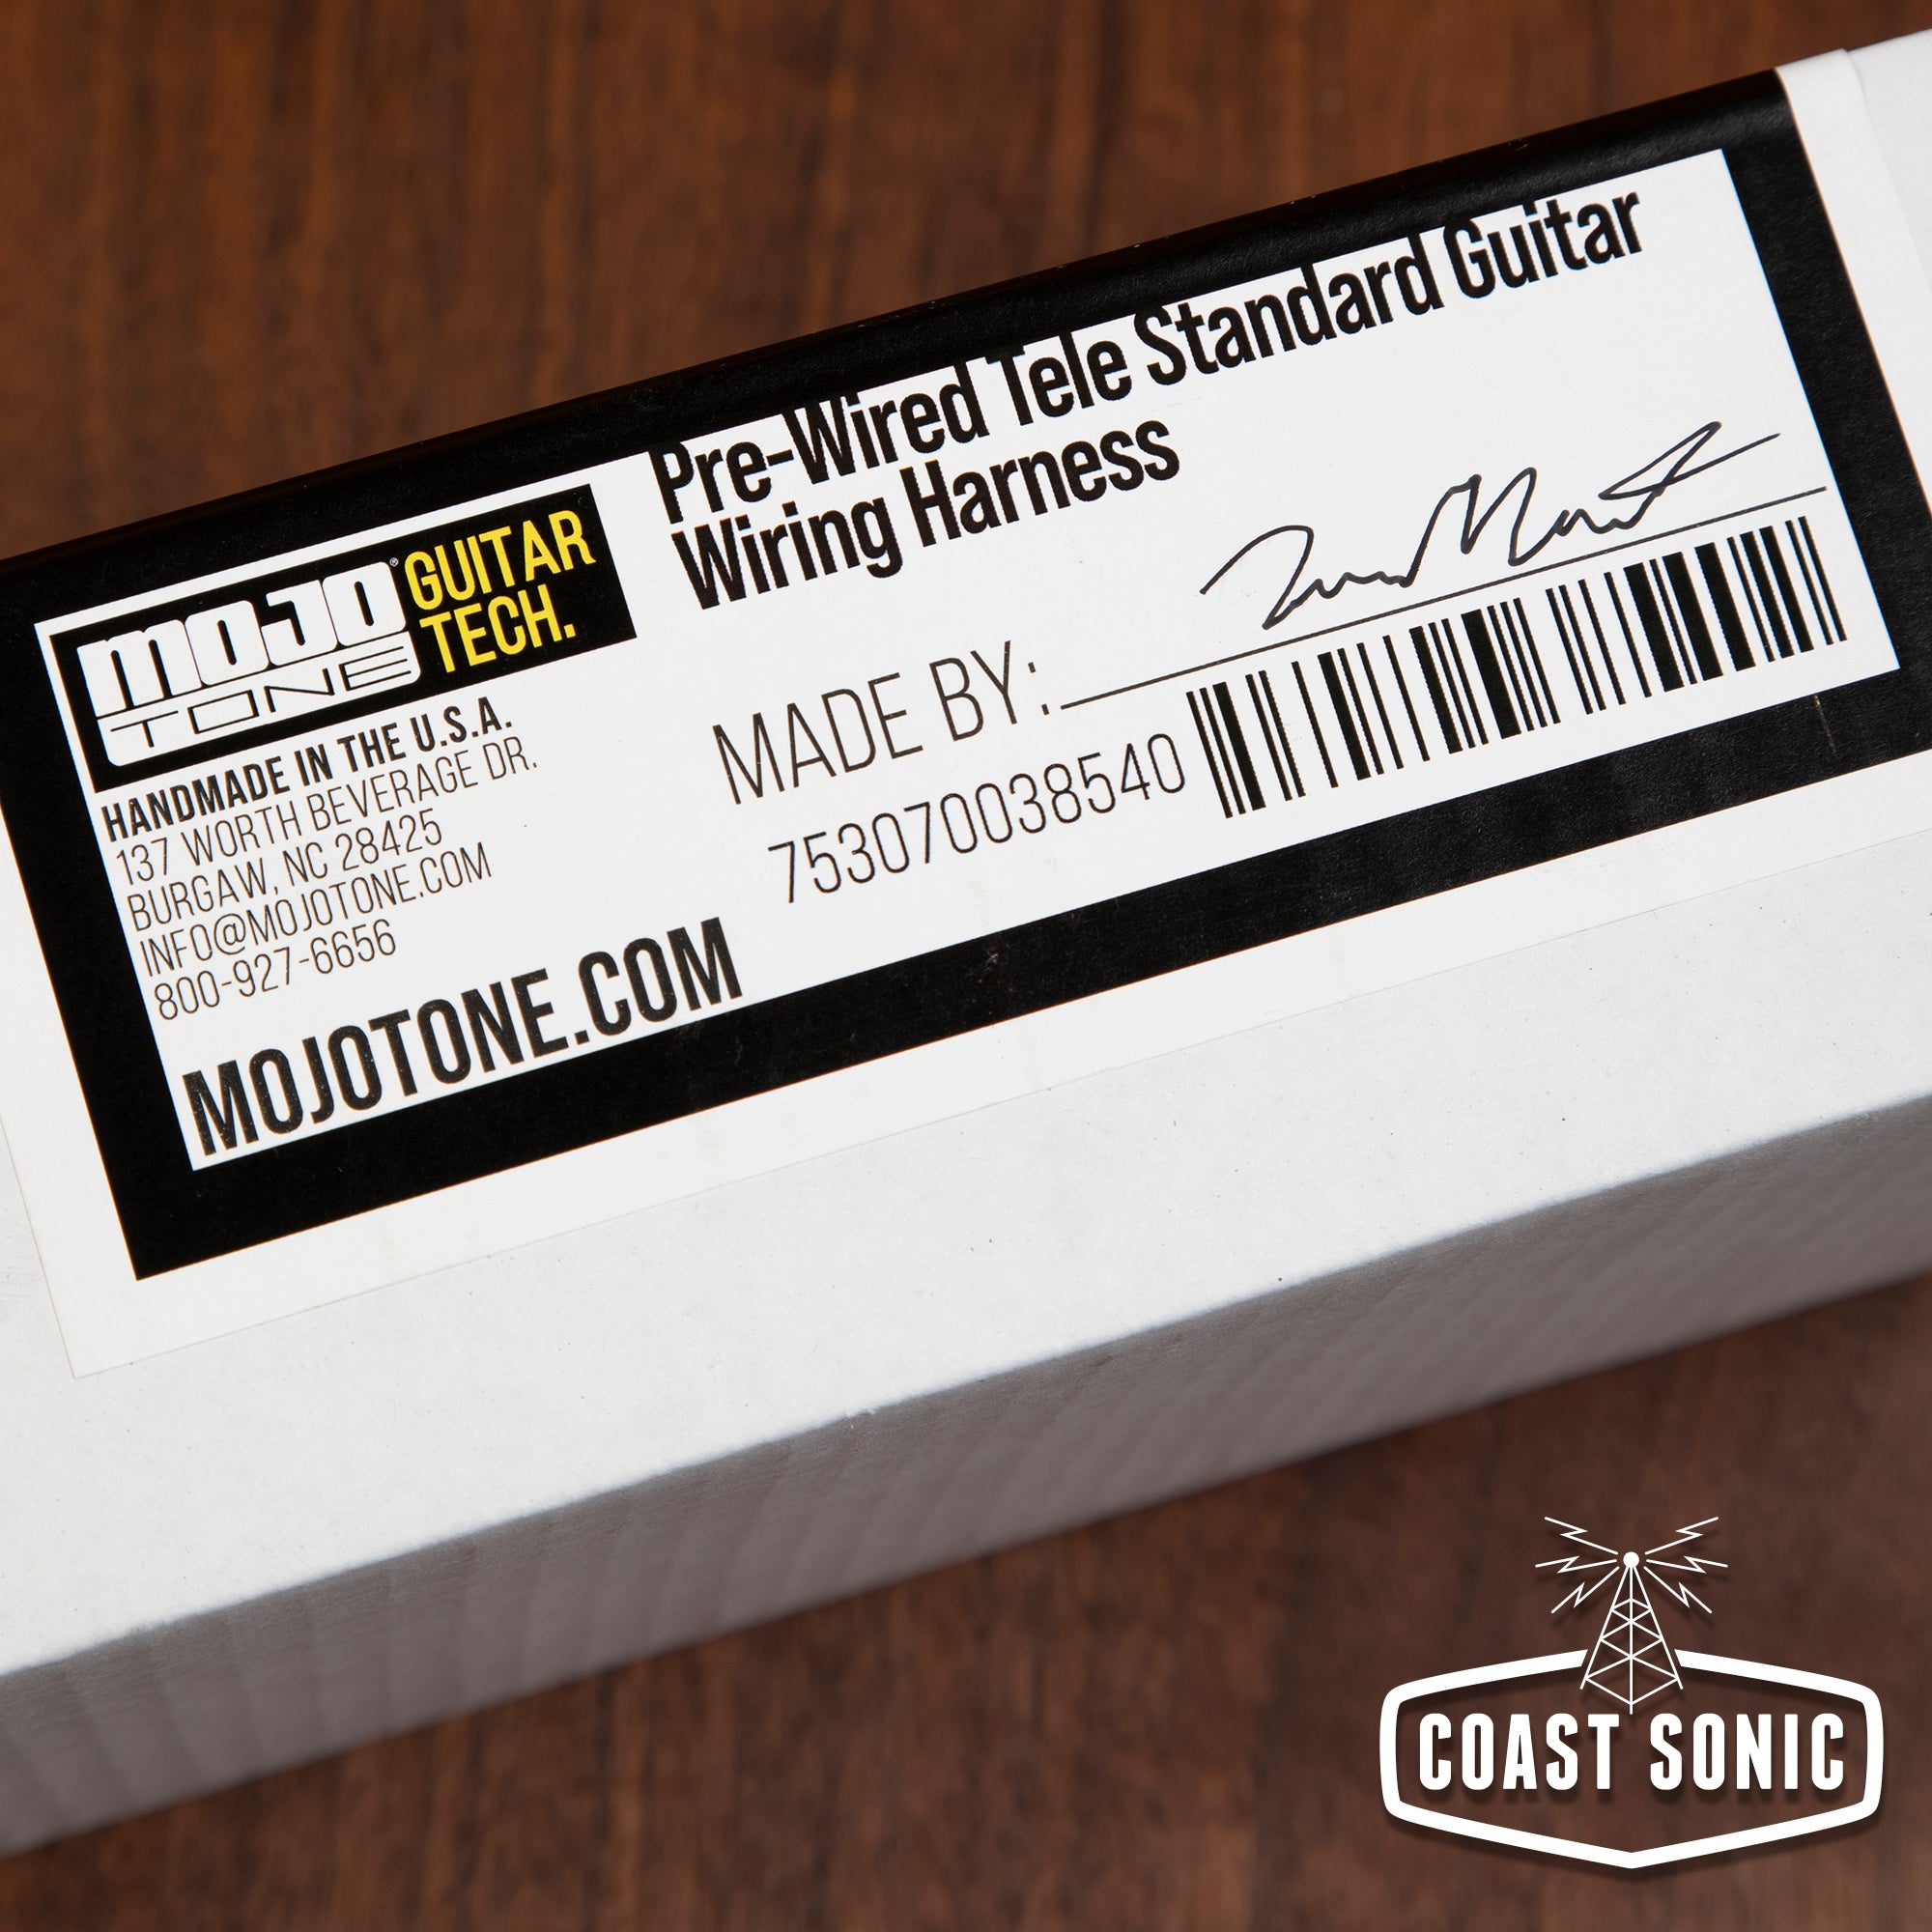 Pre-Wired Tele Standard Guitar
Wiring Harness
MOJO® GUITAR
TONE TECH.
HANDMADE IN THE U.S.A.
137 WORTH BEVERAGE DR.
BURGAW, NC 28425
INFO@MOJOTONE.COM
800-927-6656
MOJOTONE.COM
MADE BY:
753070038540
COAST SONIC